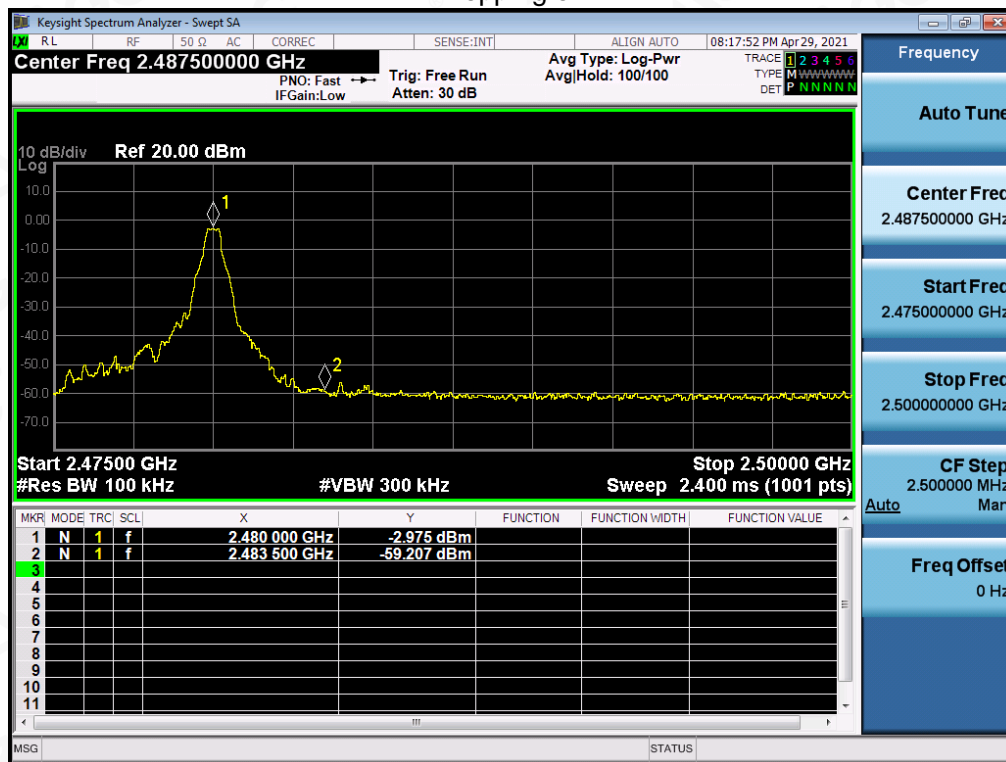 Keysight Spectrum Analyzer - Swept SA
LXI RL RF 50 Ω AC CORREC SENSE:INT ALIGN AUTO 08:17:52 PM Apr 29, 2021
Center Freq 2.487500000 GHz
PNO: Fast
IFGain:Low
Trig: Free Run
Atten: 30 dB
Avg Type: Log-Pwr
Avg|Hold: 100/100
TRACE 1 2 3 4 5 6
TYPE M WWWWW
DET P N N N N N
10 dB/div Ref 20.00 dBm
Log
10.0
0.00
-10.0
-20.0
-30.0
-40.0
-50.0
-60.0
-70.0
1
2
Start 2.47500 GHz Stop 2.50000 GHz
#Res BW 100 kHz #VBW 300 kHz Sweep 2.400 ms (1001 pts)
MKR MODE TRC SCL X Y FUNCTION FUNCTION WIDTH FUNCTION VALUE
1 N 1 f 2.480 000 GHz -2.975 dBm
2 N 1 f 2.483 500 GHz -59.207 dBm
3
4
5
6
7
8
9
10
11
MSG STATUS
Frequency
Auto Tune
Center Freq
2.487500000 GHz
Start Freq
2.475000000 GHz
Stop Freq
2.500000000 GHz
CF Step
2.500000 MHz
Auto Man
Freq Offset
0 Hz